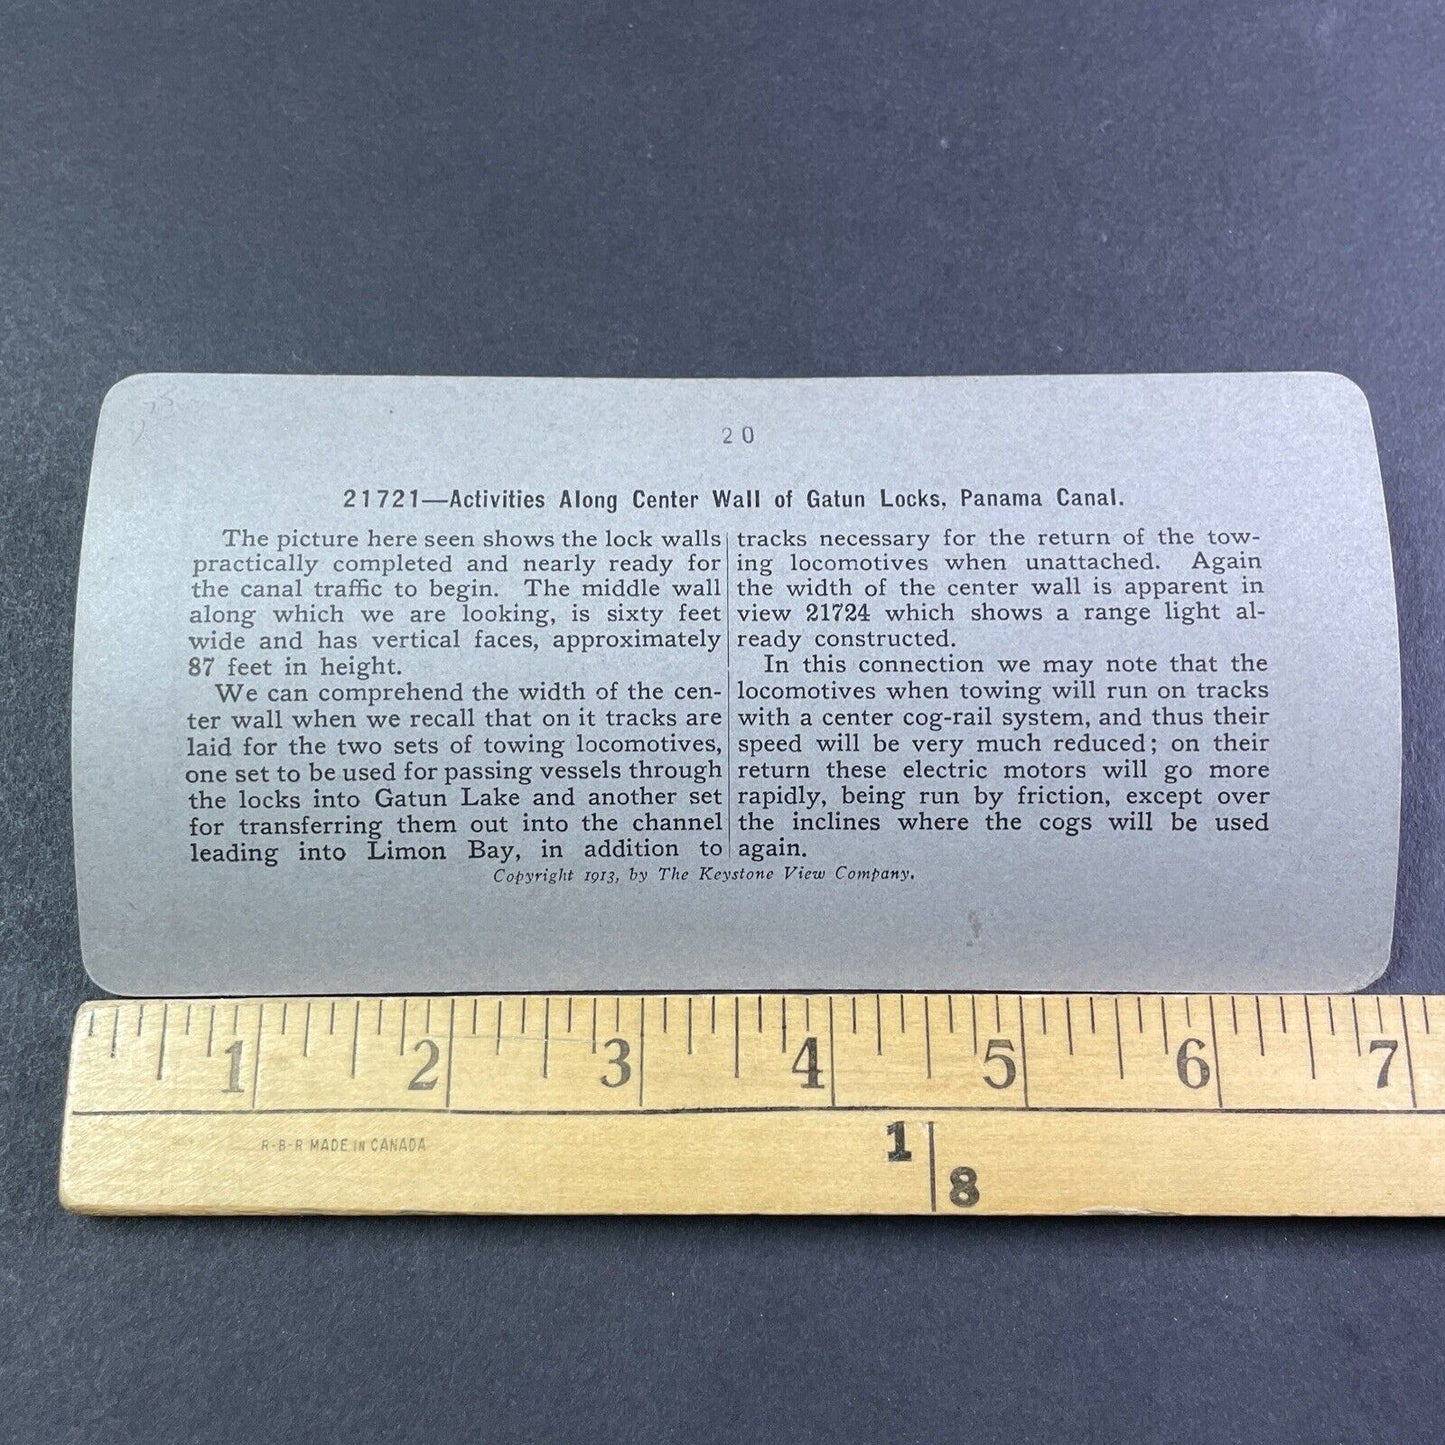 20
21721—Activities Along Center Wall of Gatun Locks, Panama Canal.
The picture here seen shows the lock walls
practically completed and nearly ready for
the canal traffic to begin. The middle wall
along which we are looking, is sixty feet
wide and has vertical faces, approximately
87 feet in height.
We can comprehend the width of the cen-
ter wall when we recall that on it tracks are
laid for the two sets of towing locomotives,
one set to be used for passing vessels through
the locks into Gatun Lake and another set
for transferring them out into the channel
leading into Limon Bay, in addition to
tracks necessary for the return of the tow-
ing locomotives when unattached. Again
the width of the center wall is apparent in
view 21724 which shows a range light al-
ready constructed.
In this connection we may note that the
locomotives when towing will run on tracks
with a center cog-rail system, and thus their
speed will be very much reduced; on their
return these electric motors will go more
rapidly, being run by friction, except over
the inclines where the cogs will be used
again.
Copyright 1913, by The Keystone View Company.
1 2 3 4 5 6 7
R-B-R MADE IN CANADA
1
8